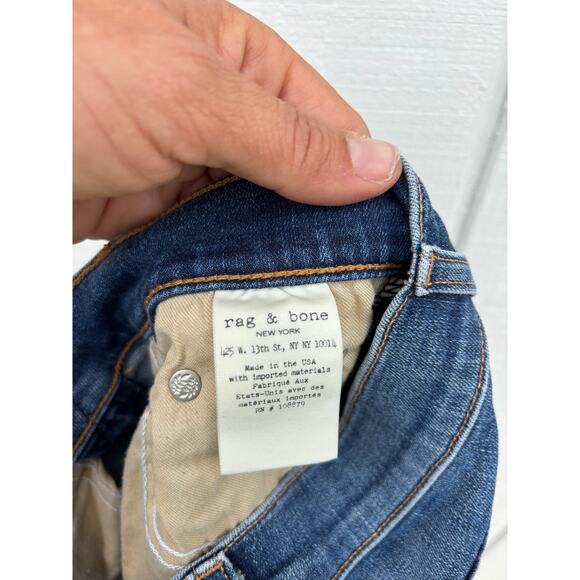 rag & bone
NEW YORK
425 W. 13th St, NY NY 10014
Made in the USA
with imported materials
Fabriqué Aux
Etats-Unis avec des
matériaux importés
RN # 108879